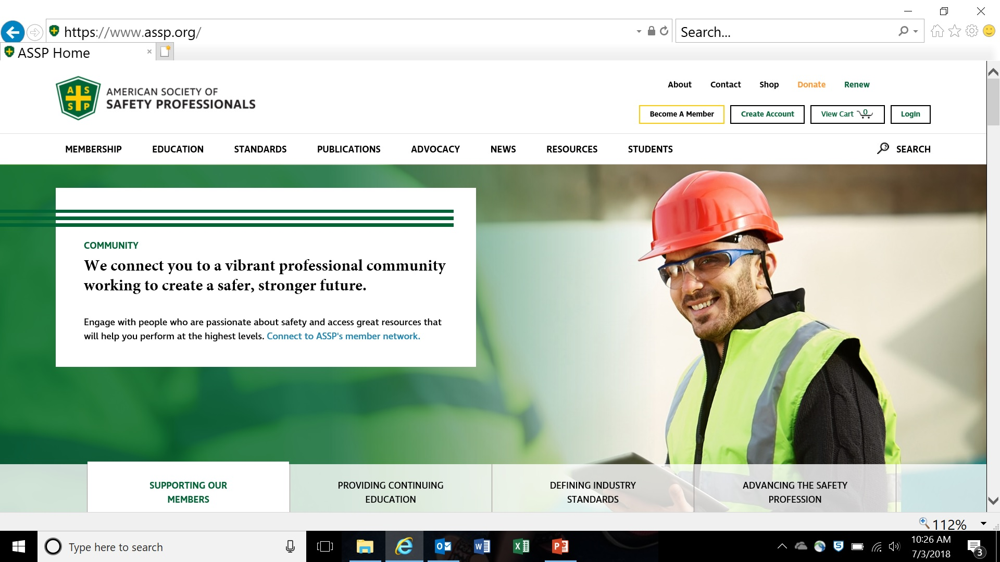 https://www.assp.org/
Search...
ASSP Home
A S
S P
AMERICAN SOCIETY OF
SAFETY PROFESSIONALS
About Contact Shop Donate Renew
Become A Member Create Account View Cart 0 Login
MEMBERSHIP EDUCATION STANDARDS PUBLICATIONS ADVOCACY NEWS RESOURCES STUDENTS SEARCH
COMMUNITY
We connect you to a vibrant professional community
working to create a safer, stronger future.
Engage with people who are passionate about safety and access great resources that
will help you perform at the highest levels. Connect to ASSP's member network.
SUPPORTING OUR
MEMBERS
PROVIDING CONTINUING
EDUCATION
DEFINING INDUSTRY
STANDARDS
ADVANCING THE SAFETY
PROFESSION
112%
Type here to search
10:26 AM
7/3/2018
3